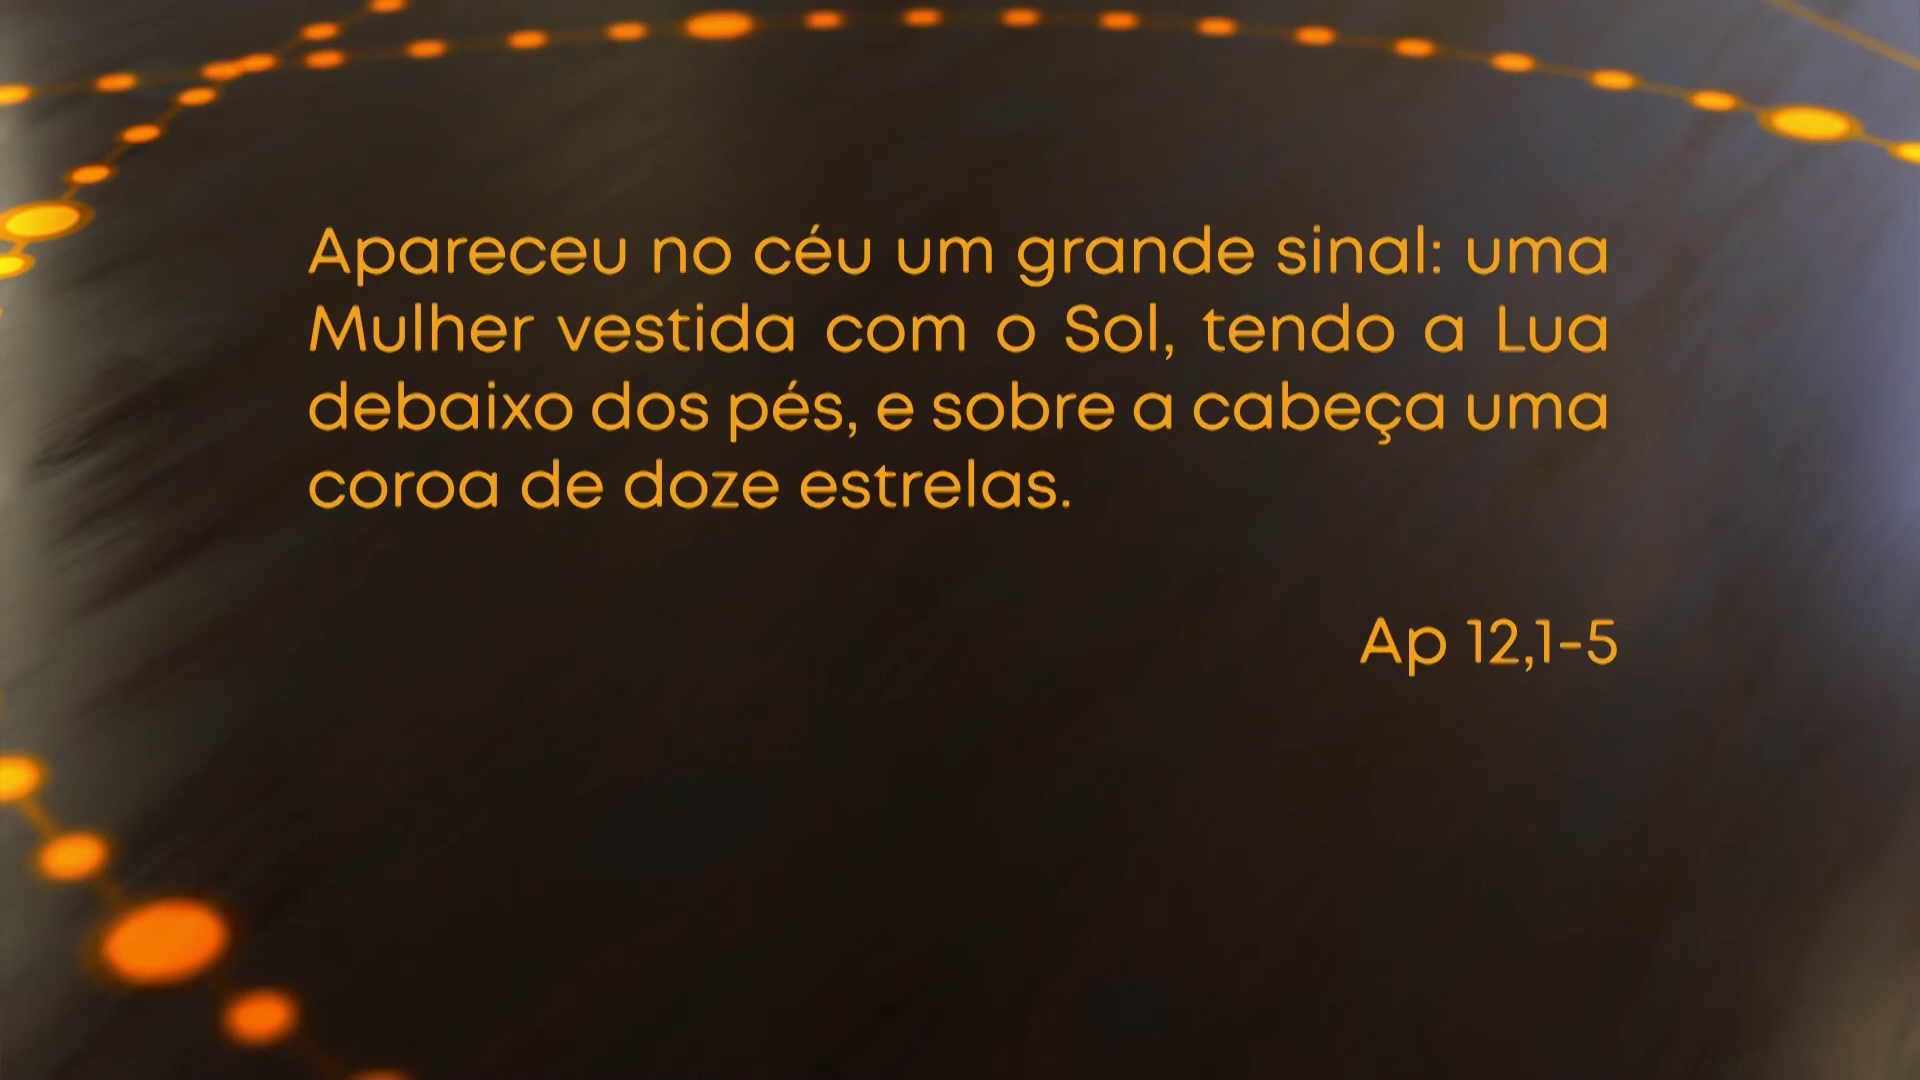 Apareceu no céu um grande sinal: uma
Mulher vestida com o Sol, tendo a Lua
debaixo dos pés, e sobre a cabeça uma
coroa de doze estrelas.
Ap 12,1-5